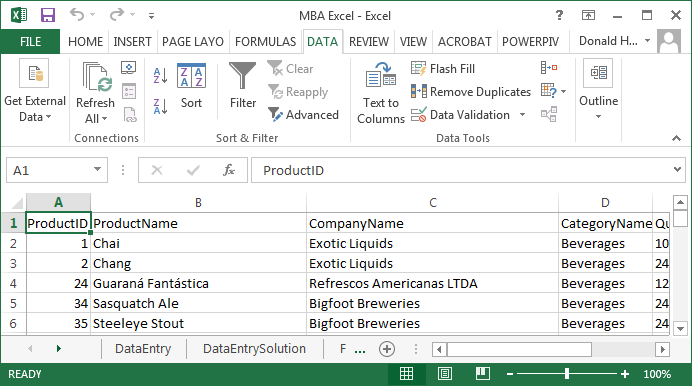 MBA Excel - Excel
FILE HOME INSERT PAGE LAYO FORMULAS DATA REVIEW VIEW ACROBAT POWERPIV Donald H...
Get External Data
Refresh All
Connections
Sort
Filter
Clear
Reapply
Advanced
Sort & Filter
Text to Columns
Flash Fill
Remove Duplicates
Data Validation
Data Tools
Outline
A1 fx ProductID
A B C D
1 ProductID ProductName CompanyName CategoryName Qu
2 1 Chai Exotic Liquids Beverages 10
3 2 Chang Exotic Liquids Beverages 24
4 24 Guaraná Fantástica Refrescos Americanas LTDA Beverages 12
5 34 Sasquatch Ale Bigfoot Breweries Beverages 24
6 35 Steeleye Stout Bigfoot Breweries Beverages 24
DataEntry DataEntrySolution F ...
READY 100%